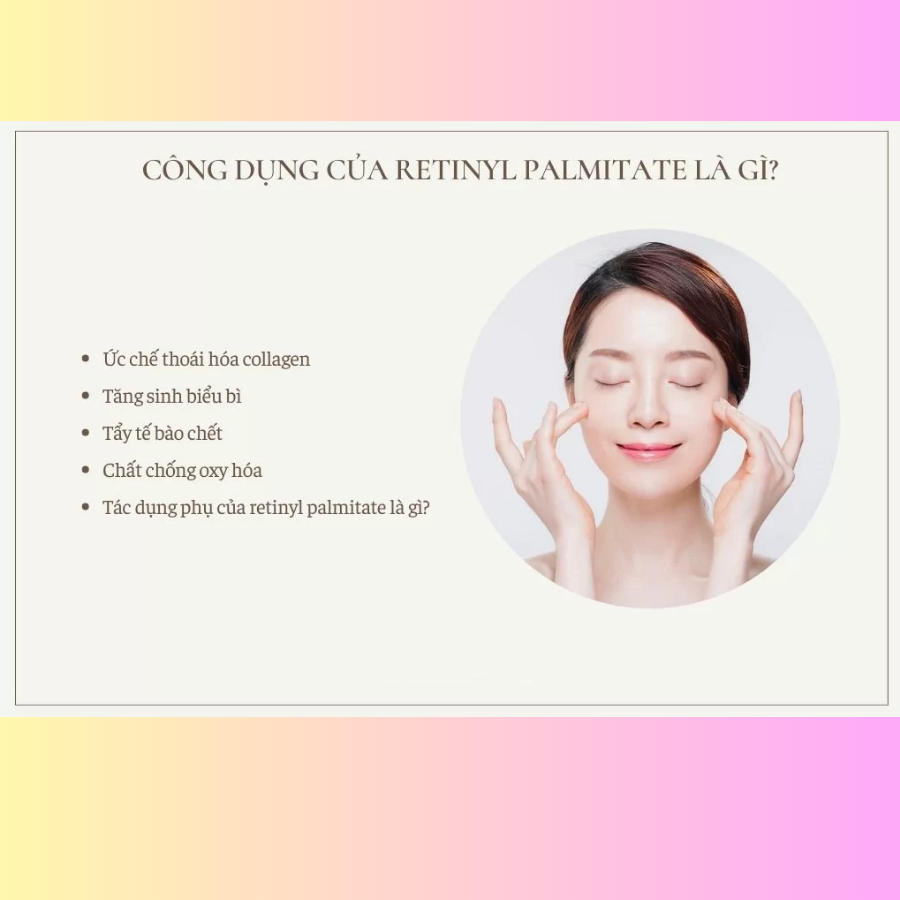 CÔNG DỤNG CỦA RETINYL PALMITATE LÀ GÌ?
• Ức chế thoái hóa collagen
• Tăng sinh biểu bì
• Tẩy tế bào chết
• Chất chống oxy hóa
• Tác dụng phụ của retinyl palmitate là gì?